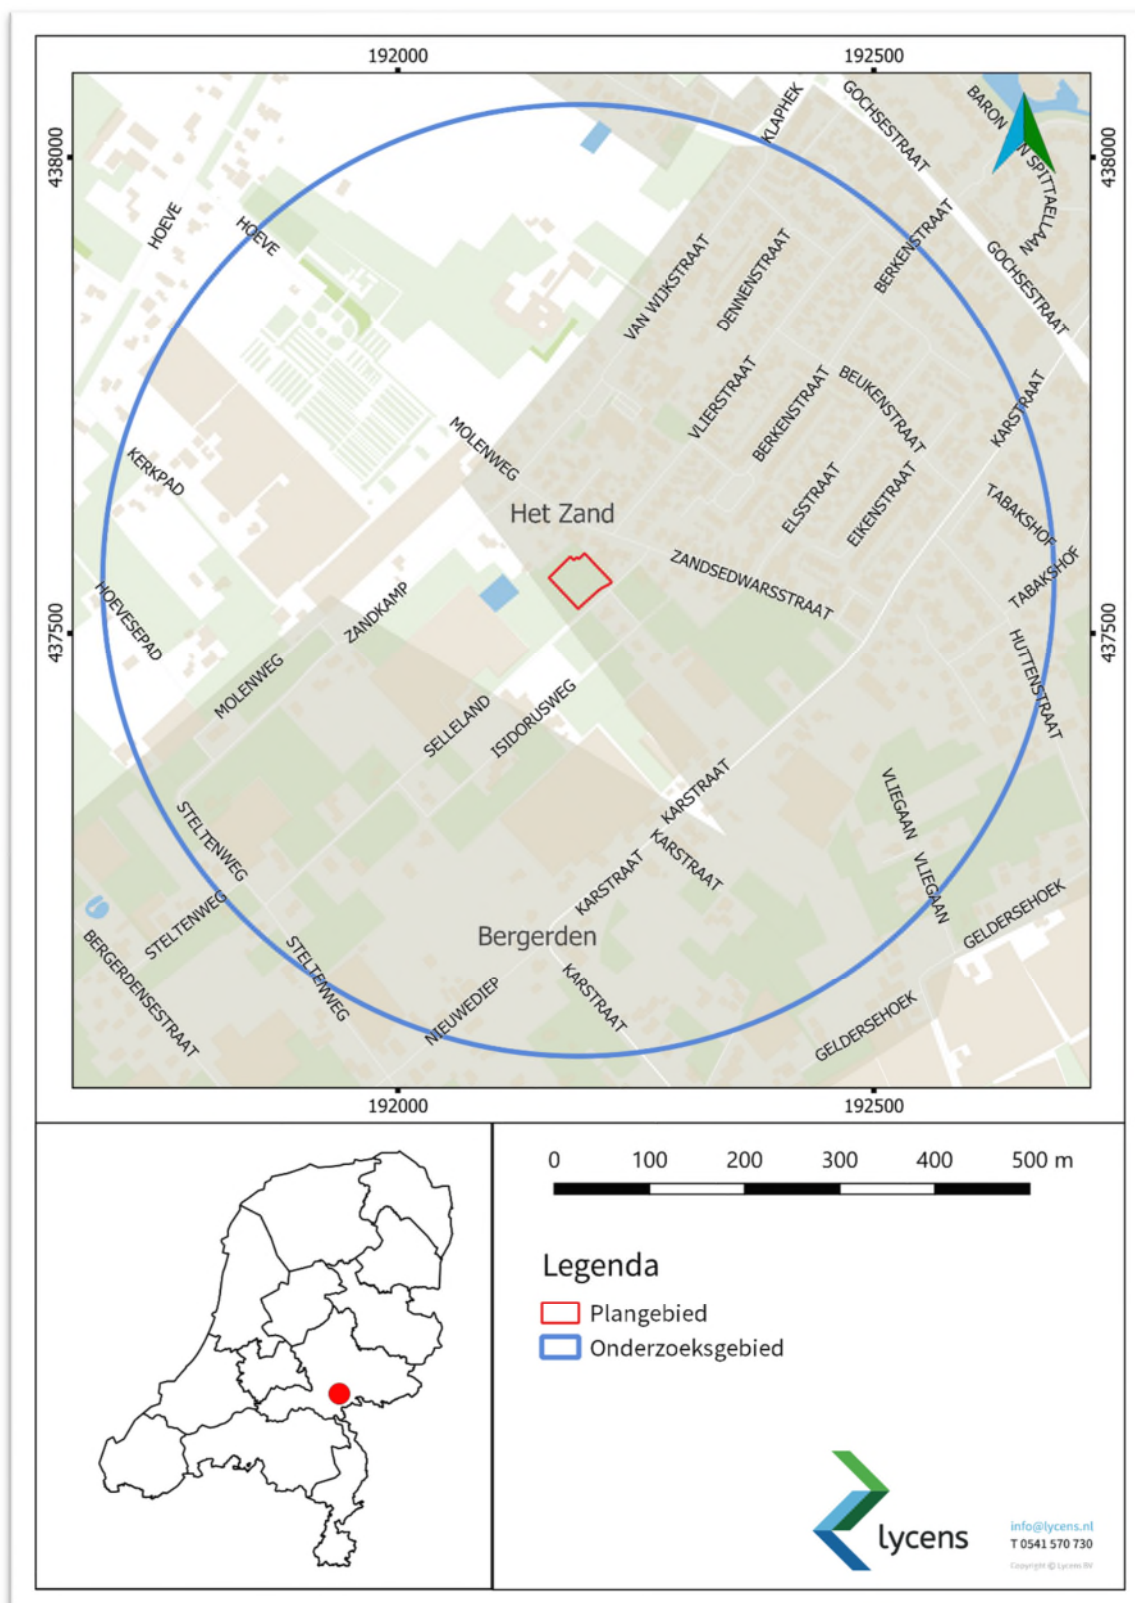 192000
192500
KLAPHEK
GOCHSESTRAAT
BARON
N SPITTAELLAAN
438000
438000
HOEVE
HOEVE
BERKENSTRAAT
GOCHSESTRAAT
VAN WIJKSTRAAT
DENNENSTRAAT
VLIERSTRAAT
BERKENSTRAAT
BEUKENSTRAAT
KARSTRAAT
MOLENWEG
KERKPAD
ELSSTRAAT
EIKENSTRAAT
TABAKSHOF
Het Zand
ZANDSEDWARSSTRAAT
TABAKSHOF
HOEVESEPAD
ZANDKAMP
437500
437500
MOLENWEG
SELLELAND
ISIDORUSWEG
HUTTENSTRAAT
KARSTRAAT
VLIEGAAN
STELTENWEG
KARSTRAAT
KARSTRAAT
VLIEGAAN
STELTENWEG
GELDERSEHOEK
Bergerden
BERGERDENSESTRAAT
STELTENWEG
NIEUWEDIEP
KARSTRAAT
GELDERSEHOEK
192000
192500
0 100 200 300 400 500 m
Legenda
Plangebied
Onderzoeksgebied
lycens
info@lycens.nl
T 0541 570 730
Copyright © Lycens BV